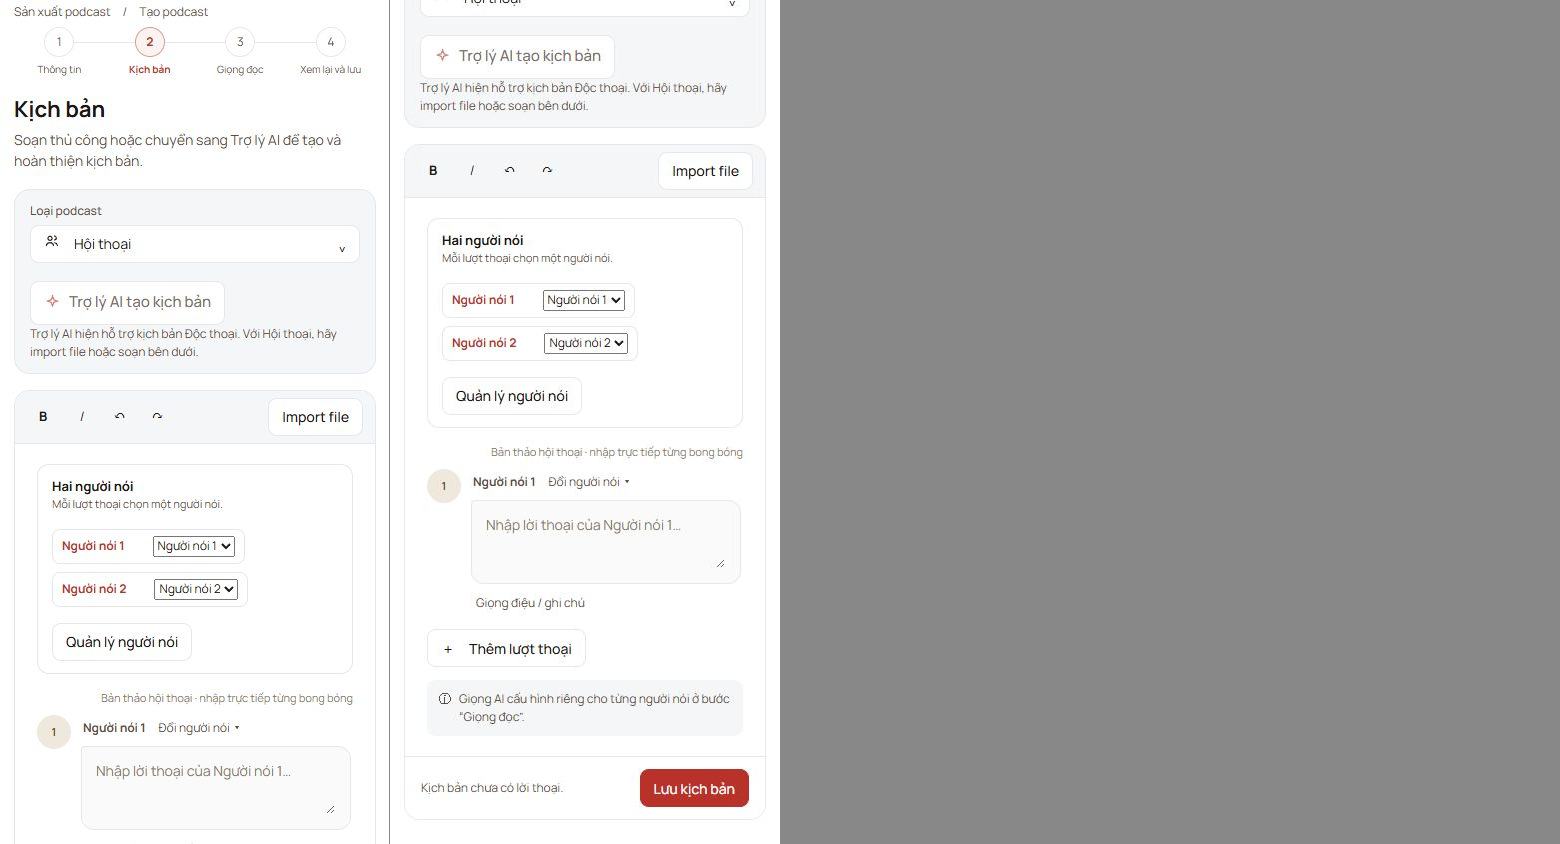 Sản xuất podcast / Tạo podcast
1 2 3 4
Thông tin Kịch bản Giọng đọc Xem lại và lưu
Kịch bản
Soạn thủ công hoặc chuyển sang Trợ lý AI để tạo và
hoàn thiện kịch bản.
Loại podcast
Hội thoại
Trợ lý AI tạo kịch bản
Trợ lý AI hiện hỗ trợ kịch bản Độc thoại. Với Hội thoại, hãy
import file hoặc soạn bên dưới.
B I Import file
Hai người nói
Mỗi lượt thoại chọn một người nói.
Người nói 1 Người nói 1
Người nói 2 Người nói 2
Quản lý người nói
Bản thảo hội thoại · nhập trực tiếp từng bong bóng
1 Người nói 1 Đổi người nói
Nhập lời thoại của Người nói 1...
Hội thoại
Trợ lý AI tạo kịch bản
Trợ lý AI hiện hỗ trợ kịch bản Độc thoại. Với Hội thoại, hãy
import file hoặc soạn bên dưới.
B I Import file
Hai người nói
Mỗi lượt thoại chọn một người nói.
Người nói 1 Người nói 1
Người nói 2 Người nói 2
Quản lý người nói
Bản thảo hội thoại · nhập trực tiếp từng bong bóng
1 Người nói 1 Đổi người nói
Nhập lời thoại của Người nói 1...
Giọng điệu / ghi chú
+ Thêm lượt thoại
Giọng AI cấu hình riêng cho từng người nói ở bước
“Giọng đọc”.
Kịch bản chưa có lời thoại. Lưu kịch bản